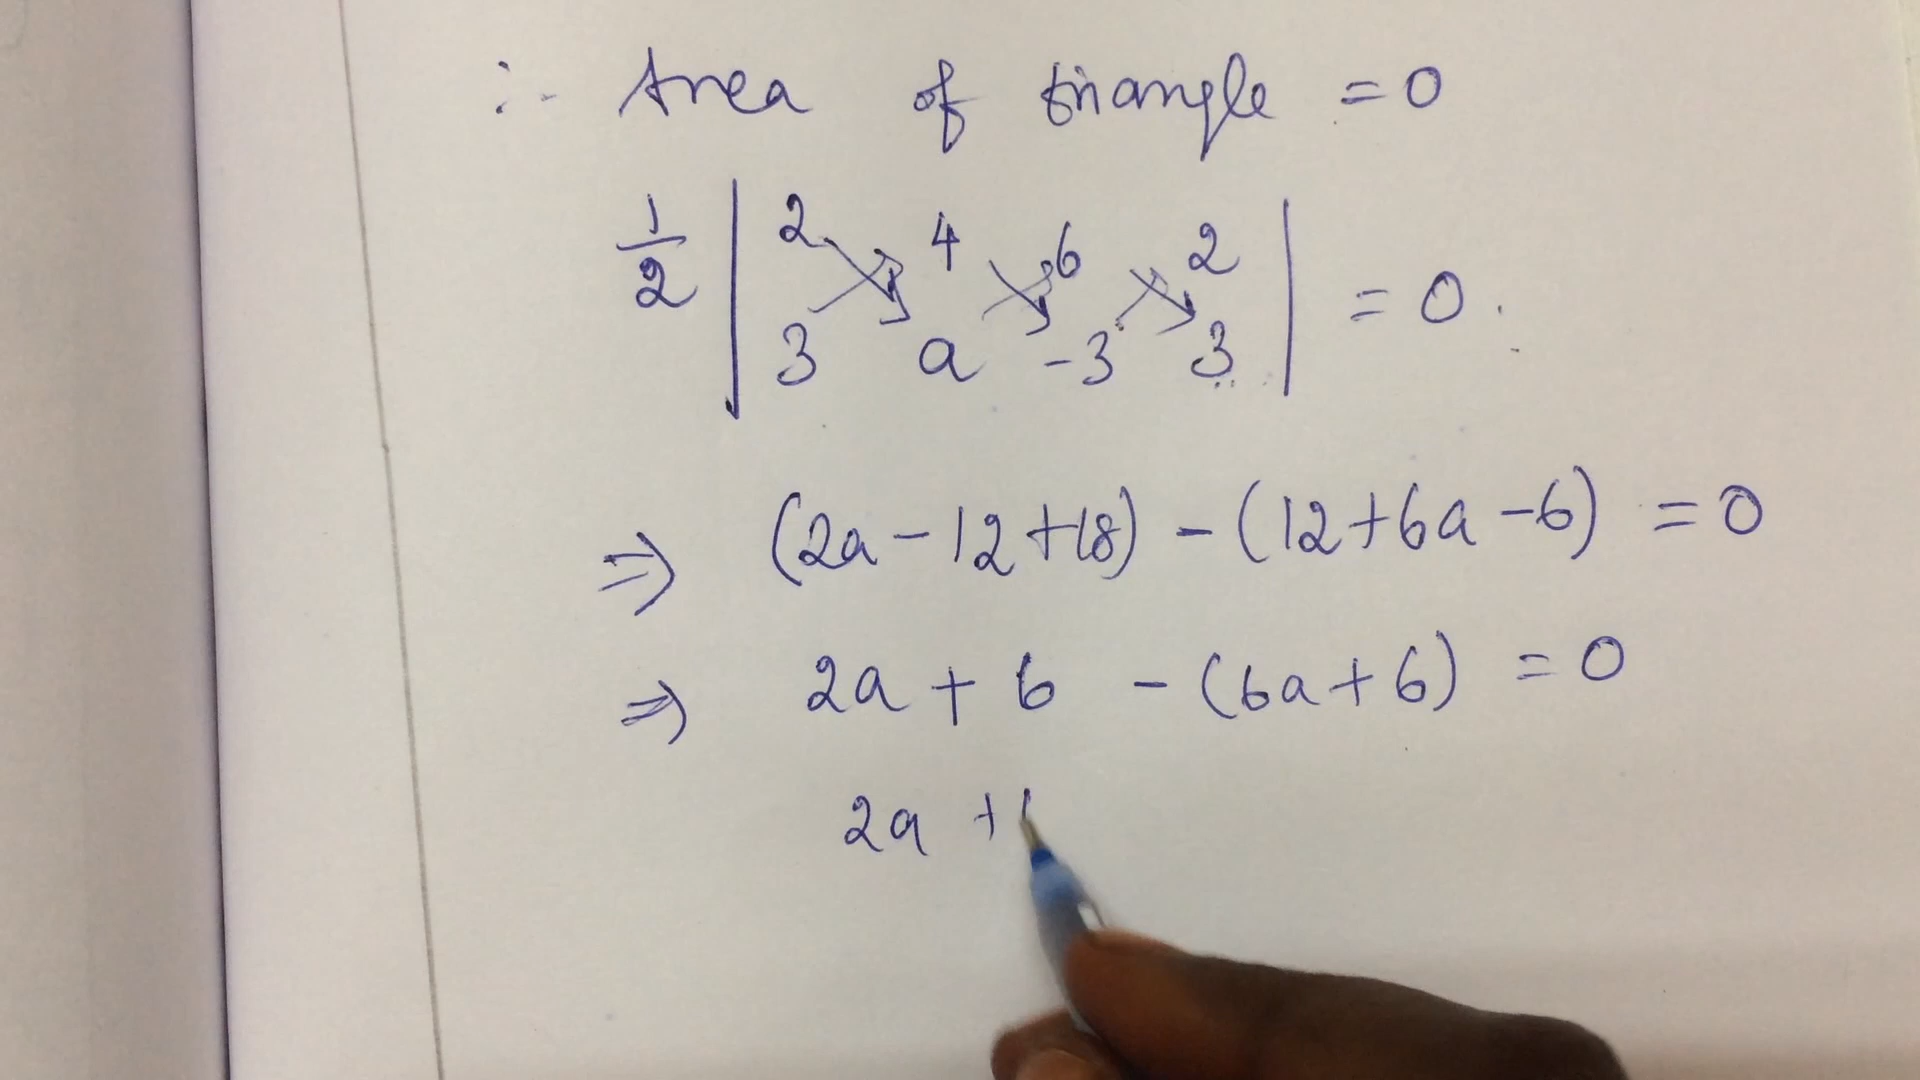 ∴ Area of triangle = 0
1/2 | 2 4 6 2 | = 0.
3 a -3 3
⇒ (2a - 12 + 18) - (12 + 6a - 6) = 0
⇒ 2a + 6 - (6a + 6) = 0
2a +